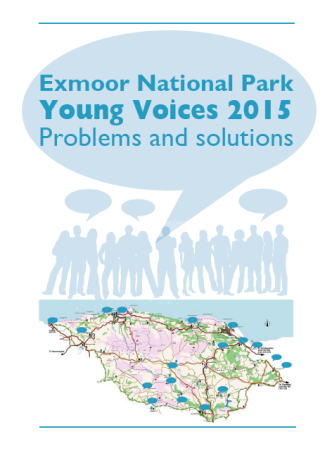 Exmoor National Park
Young Voices 2015
Problems and solutions